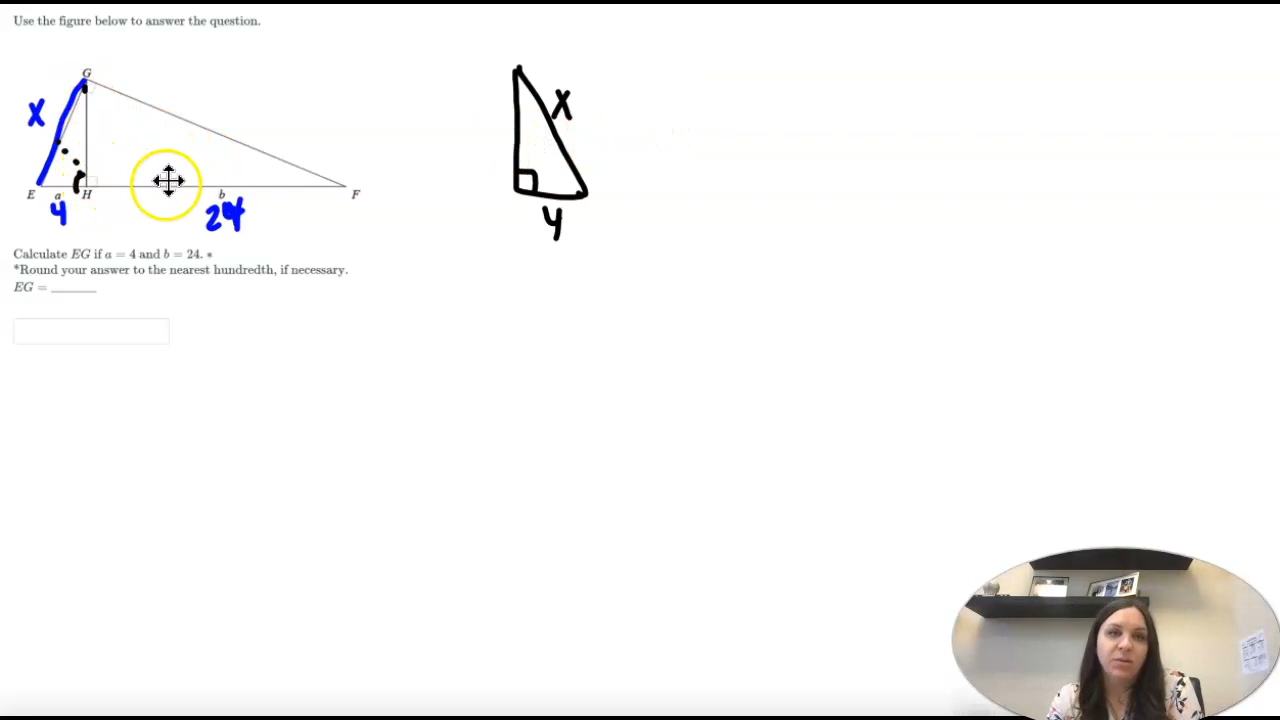 Use the figure below to answer the question.
G
x
E a H b F
4 24
x
4
Calculate EG if a = 4 and b = 24. *
*Round your answer to the nearest hundredth, if necessary.
EG = ______